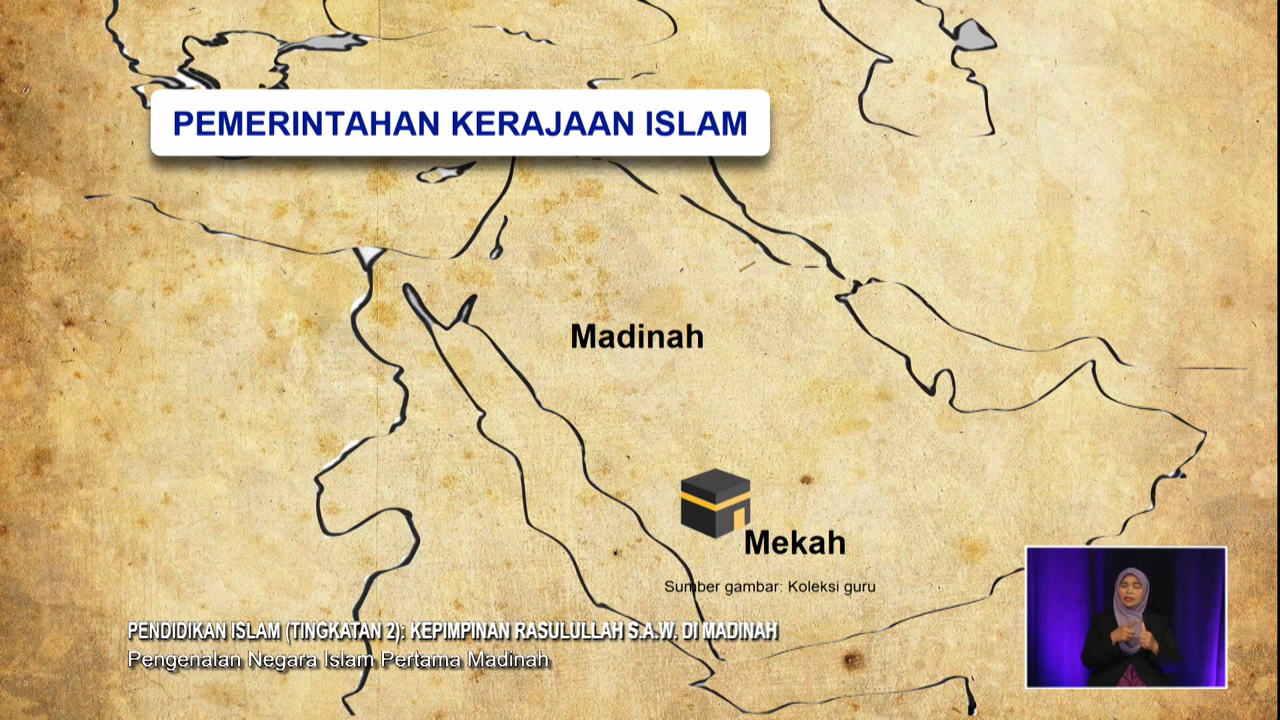 PEMERINTAHAN KERAJAAN ISLAM
Madinah
Mekah
Sumber gambar: Koleksi guru
PENDIDIKAN ISLAM (TINGKATAN 2): KEPIMPINAN RASULULLAH S.A.W. DI MADINAH
Pengenalan Negara Islam Pertama Madinah